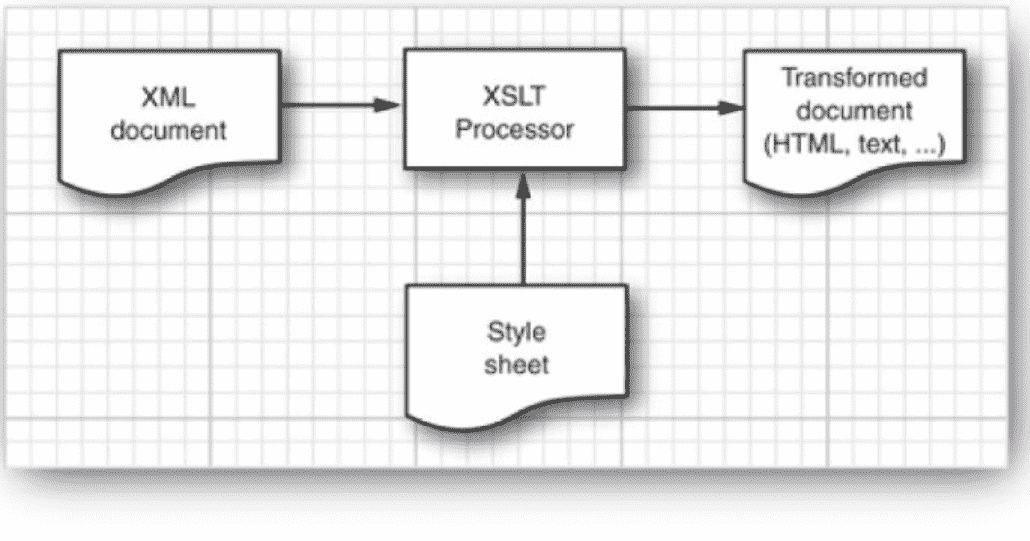 XML
document
XSLT
Processor
Transformed
document
(HTML, text, ...)
Style
sheet